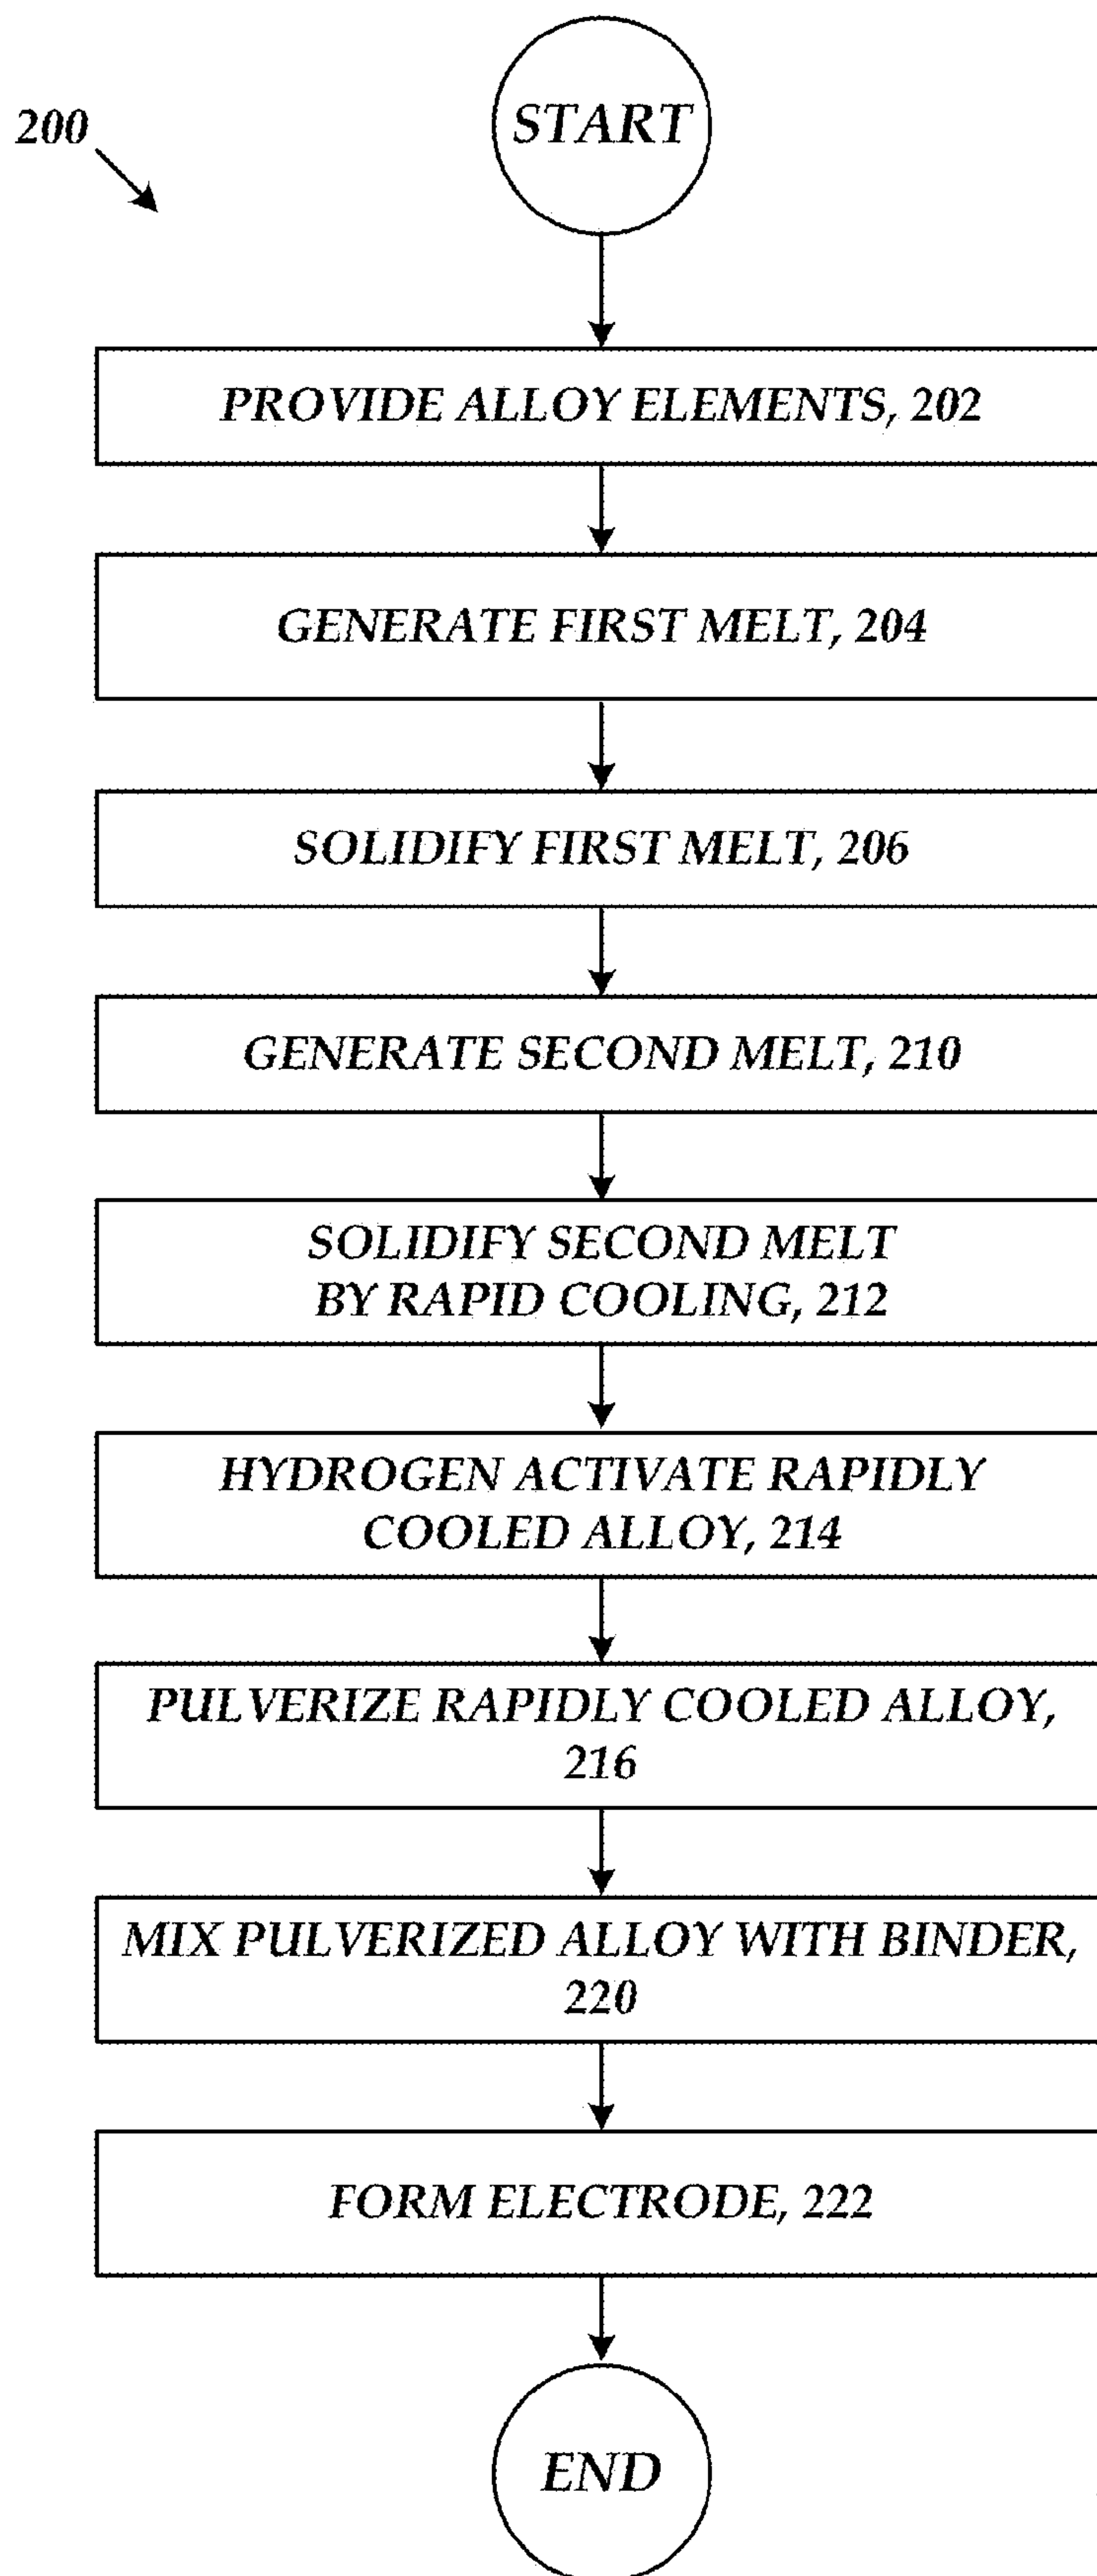 START
200
PROVIDE ALLOY ELEMENTS, 202
GENERATE FIRST MELT, 204
SOLIDIFY FIRST MELT, 206
GENERATE SECOND MELT, 210
SOLIDIFY SECOND MELT
BY RAPID COOLING, 212
HYDROGEN ACTIVATE RAPIDLY
COOLED ALLOY, 214
PULVERIZE RAPIDLY COOLED ALLOY,
216
MIX PULVERIZED ALLOY WITH BINDER,
220
FORM ELECTRODE, 222
END